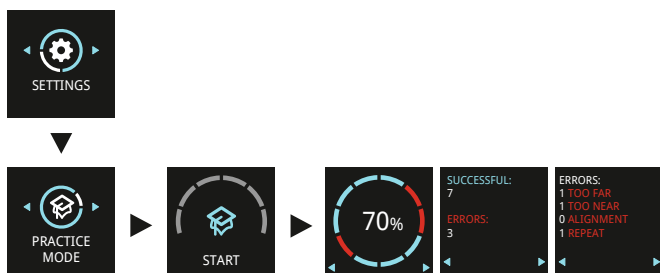 SETTINGS
PRACTICE
MODE
START
70%
SUCCESSFUL:
7
ERRORS:
3
ERRORS:
1 TOO FAR
1 TOO NEAR
0 ALIGNMENT
1 REPEAT